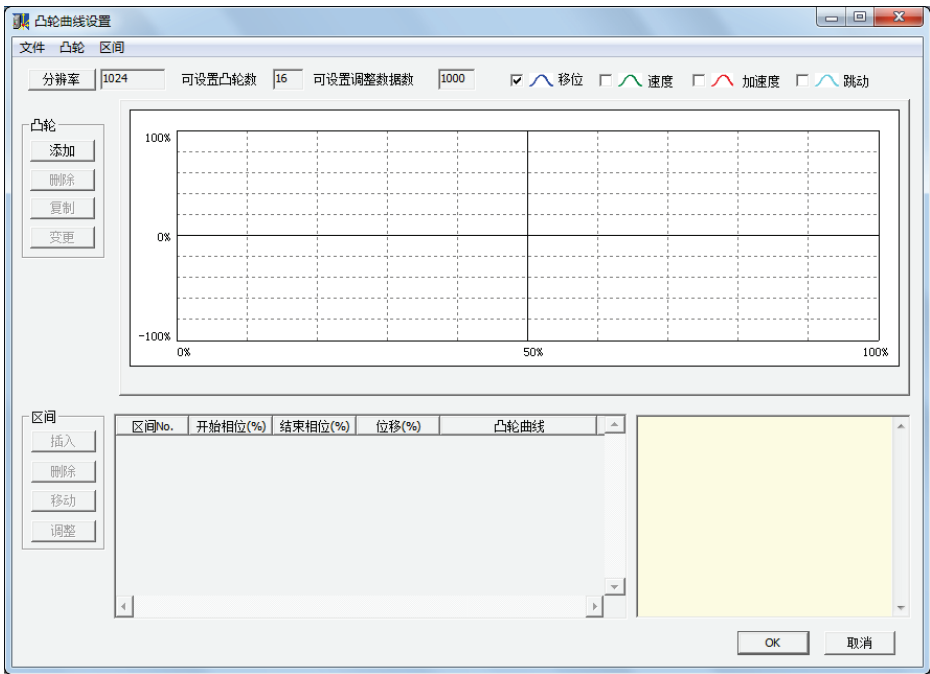 凸轮曲线设置
文件 凸轮 区间
分辨率 1024 可设置凸轮数 16 可设置调整数据数 1000 移位 速度 加速度 跳动
凸轮
添加
删除
复制
变更
100%
0%
-100%
0% 50% 100%
区间
插入
删除
移动
调整
区间No. 开始相位(%) 结束相位(%) 位移(%) 凸轮曲线
OK 取消